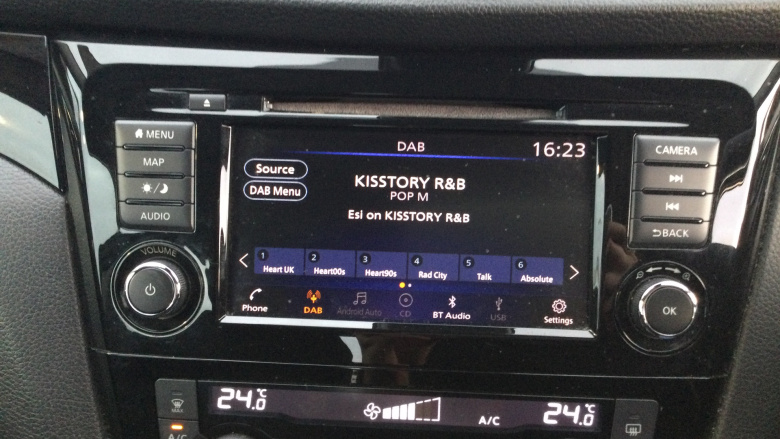 DAB
16:23
MENU
MAP
AUDIO
VOLUME
Source
DAB Menu
KISSTORY R&B
POP M
Esi on KISSTORY R&B
1 Heart UK
2 Heart00s
3 Heart90s
4 Rad City
5 Talk
6 Absolute
Phone
DAB
Android Auto
CD
BT Audio
USB
Settings
CAMERA
BACK
OK
MAX
A/C
24.0 °C
A/C
24.0 °C